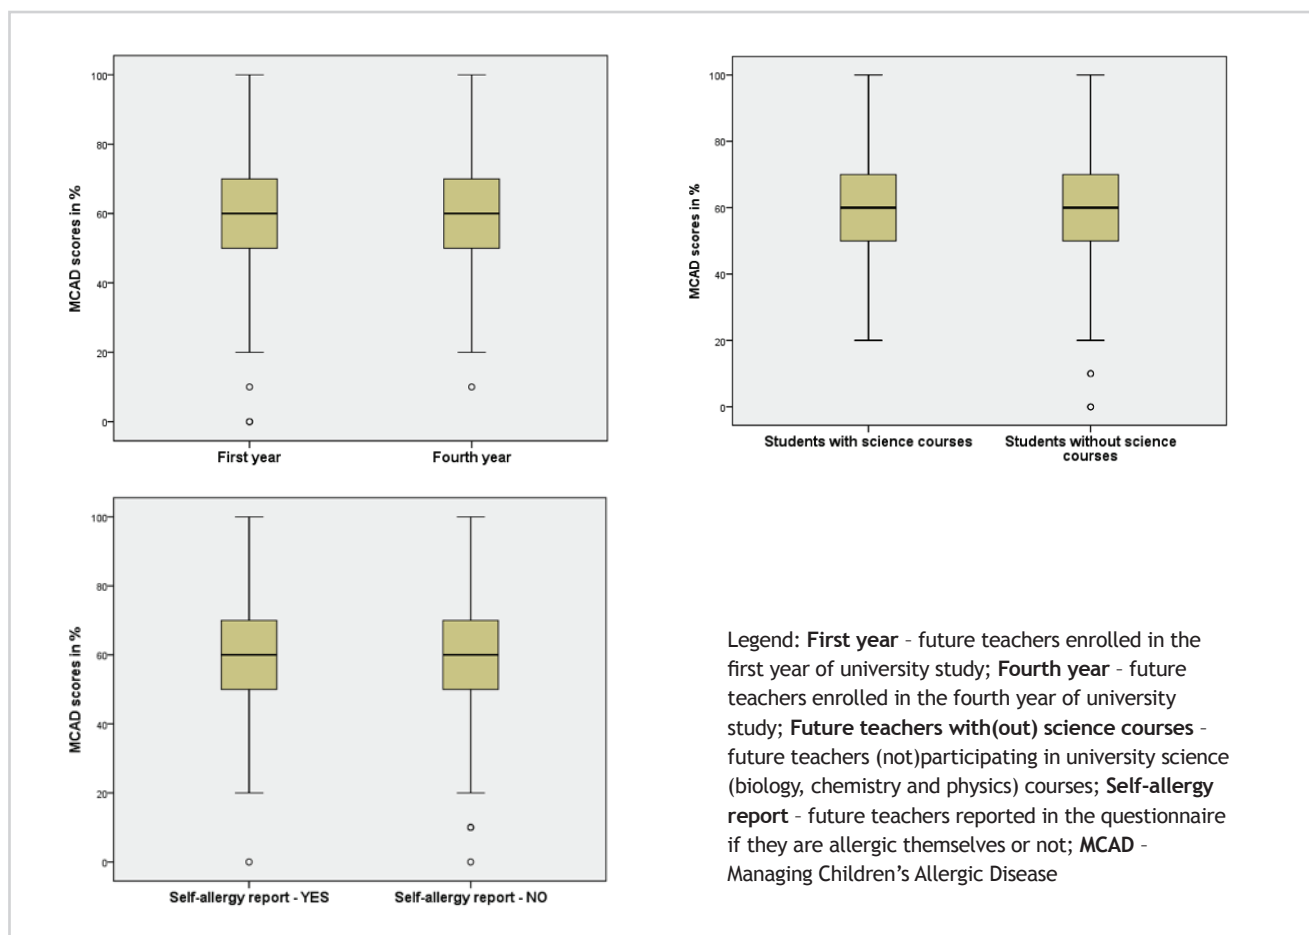 MCAD scores in %
100
80
60
40
20
0
First year
Fourth year
MCAD scores in %
100
80
60
40
20
0
Students with science courses
Students without science
courses
MCAD scores in %
100
80
60
40
20
0
Self-allergy report - YES
Self-allergy report - NO
Legend: First year - future teachers enrolled in the
first year of university study; Fourth year - future
teachers enrolled in the fourth year of university
study; Future teachers with(out) science courses -
future teachers (not)participating in university science
(biology, chemistry and physics) courses; Self-allergy
report - future teachers reported in the questionnaire
if they are allergic themselves or not; MCAD -
Managing Children’s Allergic Disease